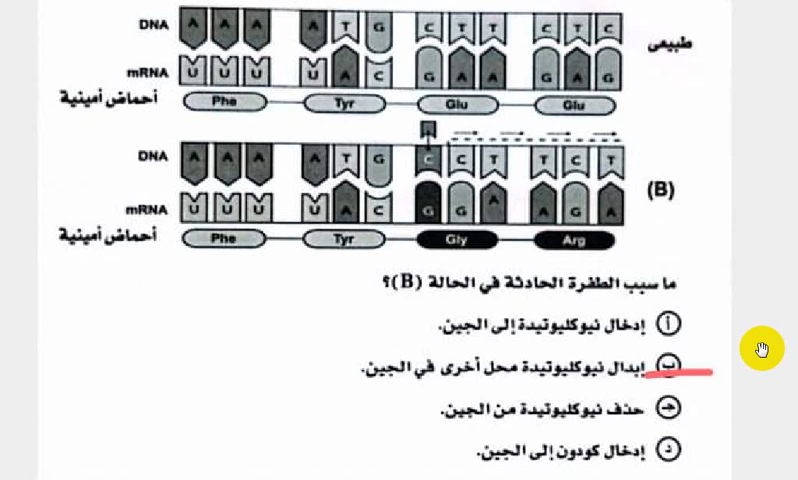 DNA A A A A T G C T T C T C طبيعى
mRNA U U U U A C G A A G A G
أحماض أمينية Phe Tyr Glu Glu
DNA A A A A T G C C T T C T (B)
mRNA U U U U A C G G A A G A
أحماض أمينية Phe Tyr Gly Arg
ما سبب الطفرة الحادثة في الحالة (B)؟
أ إدخال نيوكليوتيدة إلى الجين.
ب إبدال نيوكليوتيدة محل أخرى في الجين.
جـ حذف نيوكليوتيدة من الجين.
د إدخال كودون إلى الجين.